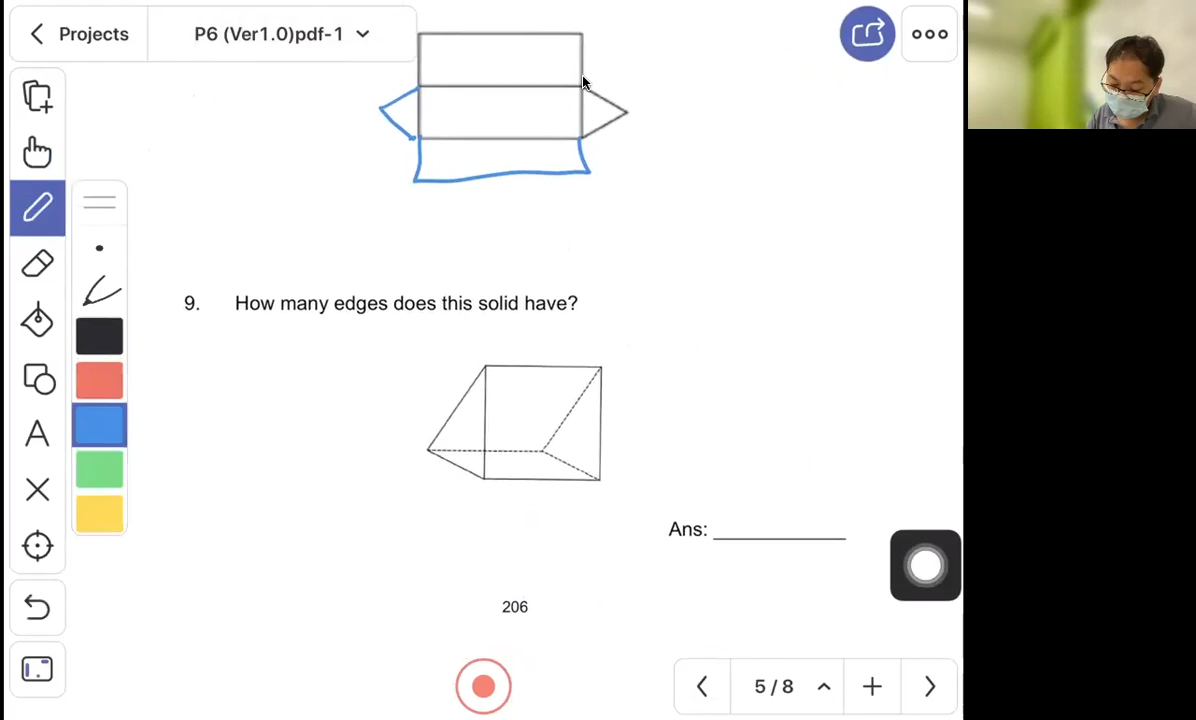 Projects
P6 (Ver1.0)pdf-1
9. How many edges does this solid have?
Ans:
A
206
5 / 8